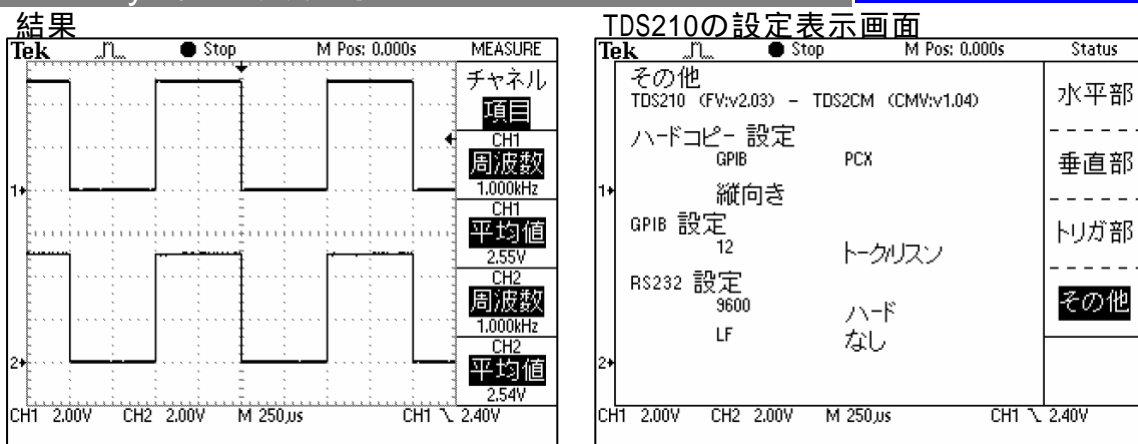 結果
Tek Stop M Pos: 0.000s MEASURE
チャネル
項目
CH1
周波数
1.000kHz
CH1
平均値
2.55V
CH2
周波数
1.000kHz
CH2
平均値
2.54V
1
2
CH1 2.00V CH2 2.00V M 250µs CH1 2.40V
TDS210の設定表示画面
Tek Stop M Pos: 0.000s Status
その他
TDS210 (FV:v2.03) - TDS2CM (CMV:v1.04)
ハードコピー 設定
GPIB PCX
縦向き
GPIB 設定
12 トーク/リスン
RS232 設定
9600 ハード
LF なし
1
2
水平部
垂直部
トリガ部
その他
CH1 2.00V CH2 2.00V M 250µs CH1 2.40V